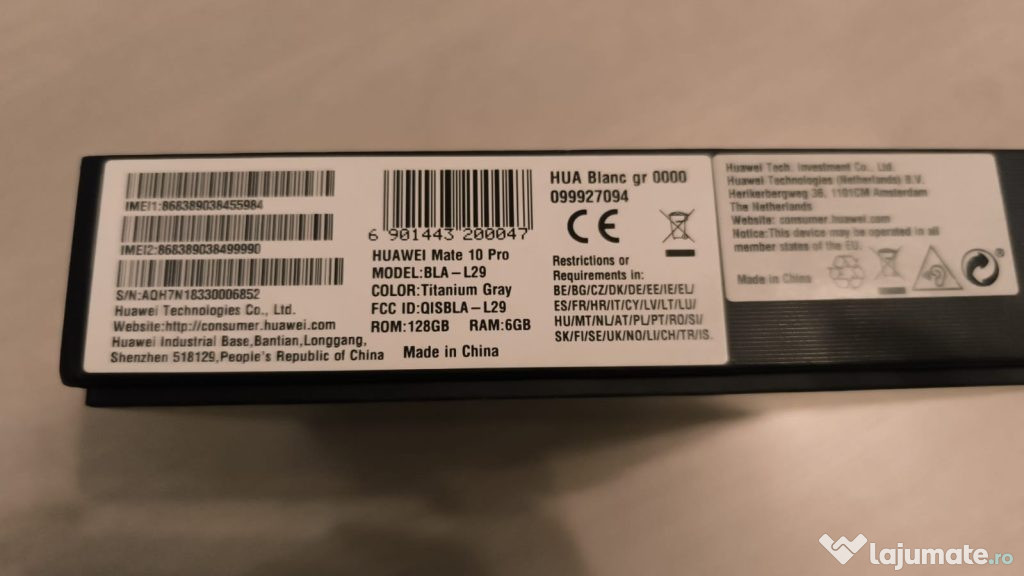 IMEI1:868389038455984
IMEI2:868389038499990
S/N:AQH7N18330006852
Huawei Technologies Co., Ltd.
Website:http://consumer.huawei.com
Huawei Industrial Base,Bantian,Longgang,
Shenzhen 518129,People's Republic of China
6 901443 200047
HUAWEI Mate 10 Pro
MODEL:BLA-L29
COLOR:Titanium Gray
FCC ID:QISBLA-L29
ROM:128GB RAM:6GB
Made in China
HUA Blanc gr 0000
099927094
CE
Restrictions or
Requirements in:
BE/BG/CZ/DK/DE/EE/IE/EL/
ES/FR/HR/IT/CY/LV/LT/LU/
HU/MT/NL/AT/PL/PT/RO/SI/
SK/FI/SE/UK/NO/LI/CH/TR/IS.
Huawei Tech. Investment Co., Ltd.
Huawei Technologies (Netherlands) B.V.
Herikerbergweg 36, 1101CM Amsterdam
The Netherlands
Website: consumer.huawei.com
Notice:This device may be operated in all
member states of the EU.
Made in China
lajumate.ro